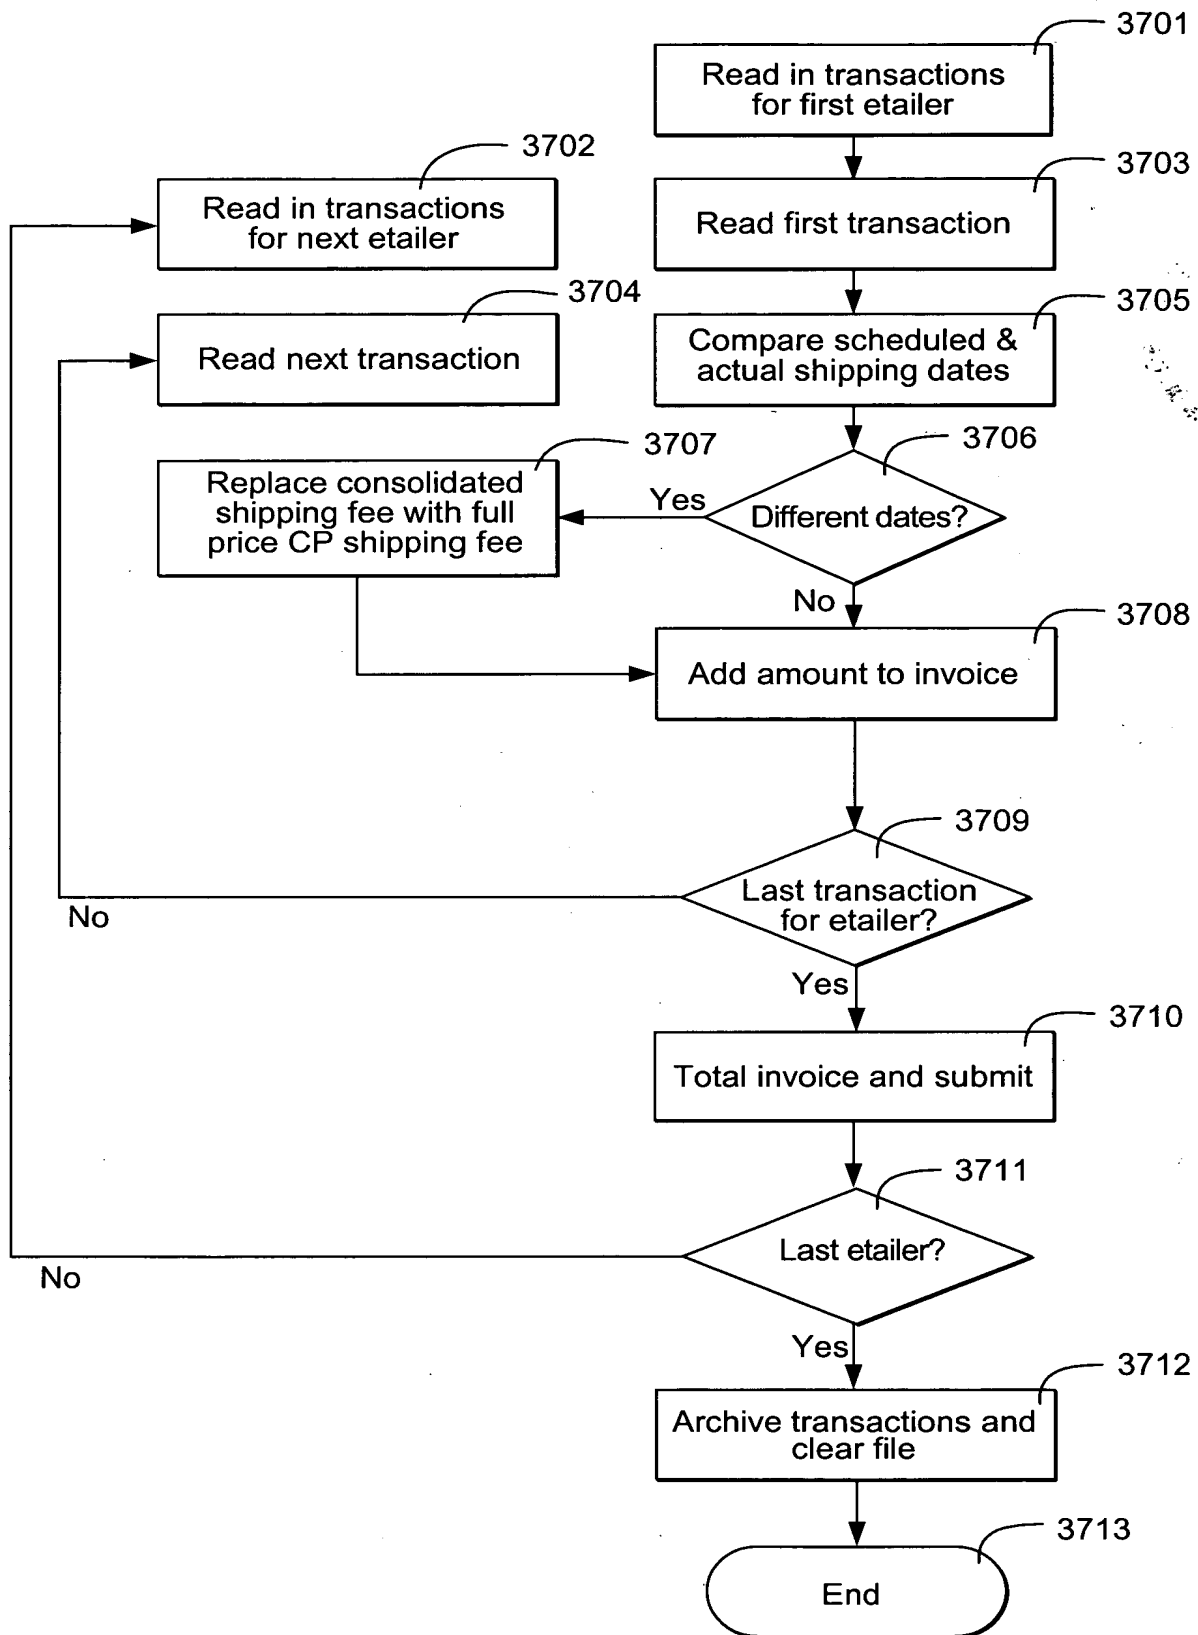 3701
Read in transactions
for first etailer
3702
Read in transactions
for next etailer
3703
Read first transaction
3704
Read next transaction
3705
Compare scheduled &
actual shipping dates
3706
Different dates?
Yes
3707
Replace consolidated
shipping fee with full
price CP shipping fee
No
3708
Add amount to invoice
3709
Last transaction
for etailer?
No
Yes
3710
Total invoice and submit
3711
Last etailer?
No
Yes
3712
Archive transactions and
clear file
3713
End